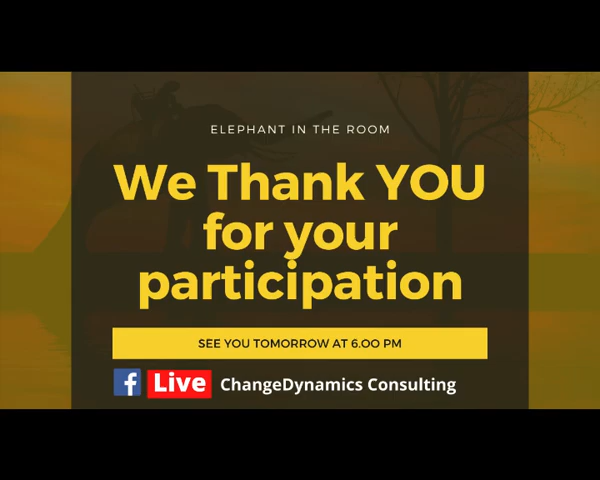 ELEPHANT IN THE ROOM
We Thank YOU
for your
participation
SEE YOU TOMORROW AT 6.00 PM
f Live ChangeDynamics Consulting